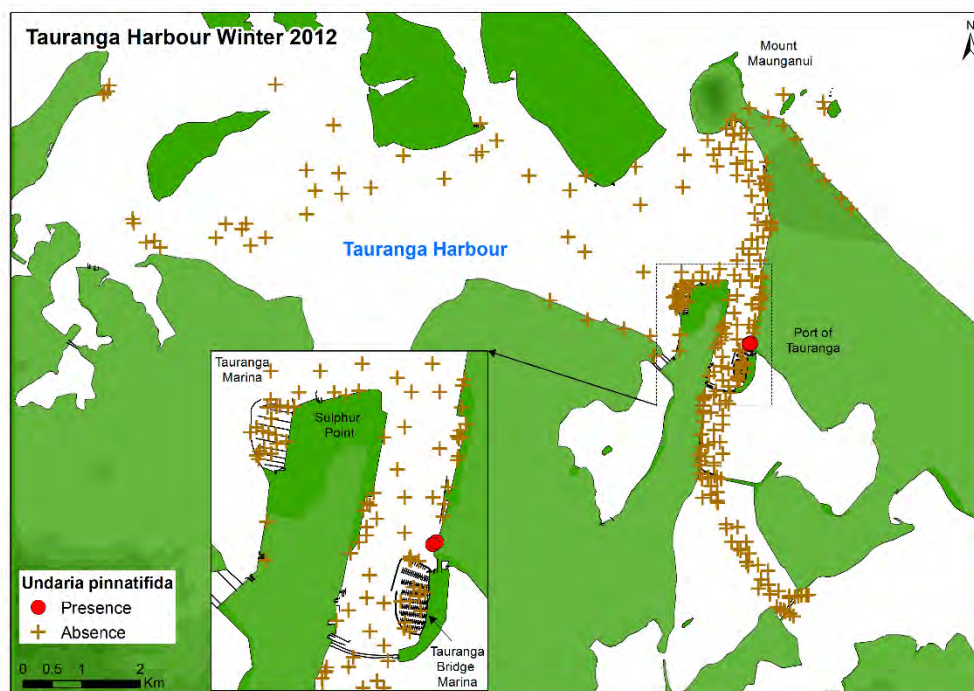 Tauranga Harbour Winter 2012
N
Mount
Maunganui
Tauranga Harbour
Port of
Tauranga
Tauranga
Marina
Sulphur
Point
Tauranga
Bridge
Marina
Undaria pinnatifida
Presence
Absence
0 0.5 1 2
Km